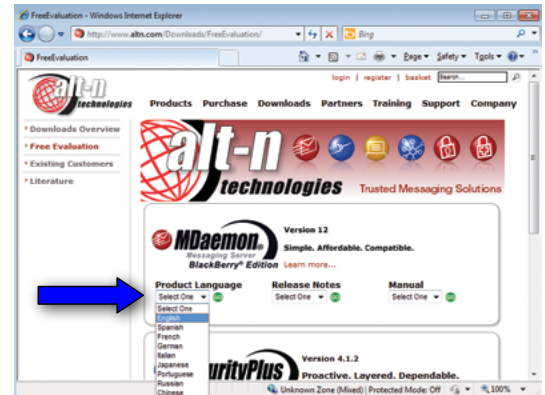 FreeEvaluation - Windows Internet Explorer
http://www.altn.com/Downloads/FreeEvaluation/
Bing
FreeEvaluation
Page Safety Tools
login | register | basket Search...
alt-n
technologies
Products Purchase Downloads Partners Training Support Company
Downloads Overview
Free Evaluation
Existing Customers
Literature
alt-n
technologies
Trusted Messaging Solutions
MDaemon
Messaging Server
BlackBerry® Edition
Version 12
Simple. Affordable. Compatible.
Learn more...
Product Language Release Notes Manual
Select One Select One Select One
Select One
English
Spanish
French
German
Italian
Japanese
Portuguese
Russian
Chinese
urityPlus
Version 4.1.2
Proactive. Layered. Dependable.
Unknown Zone (Mixed) | Protected Mode: Off 100%